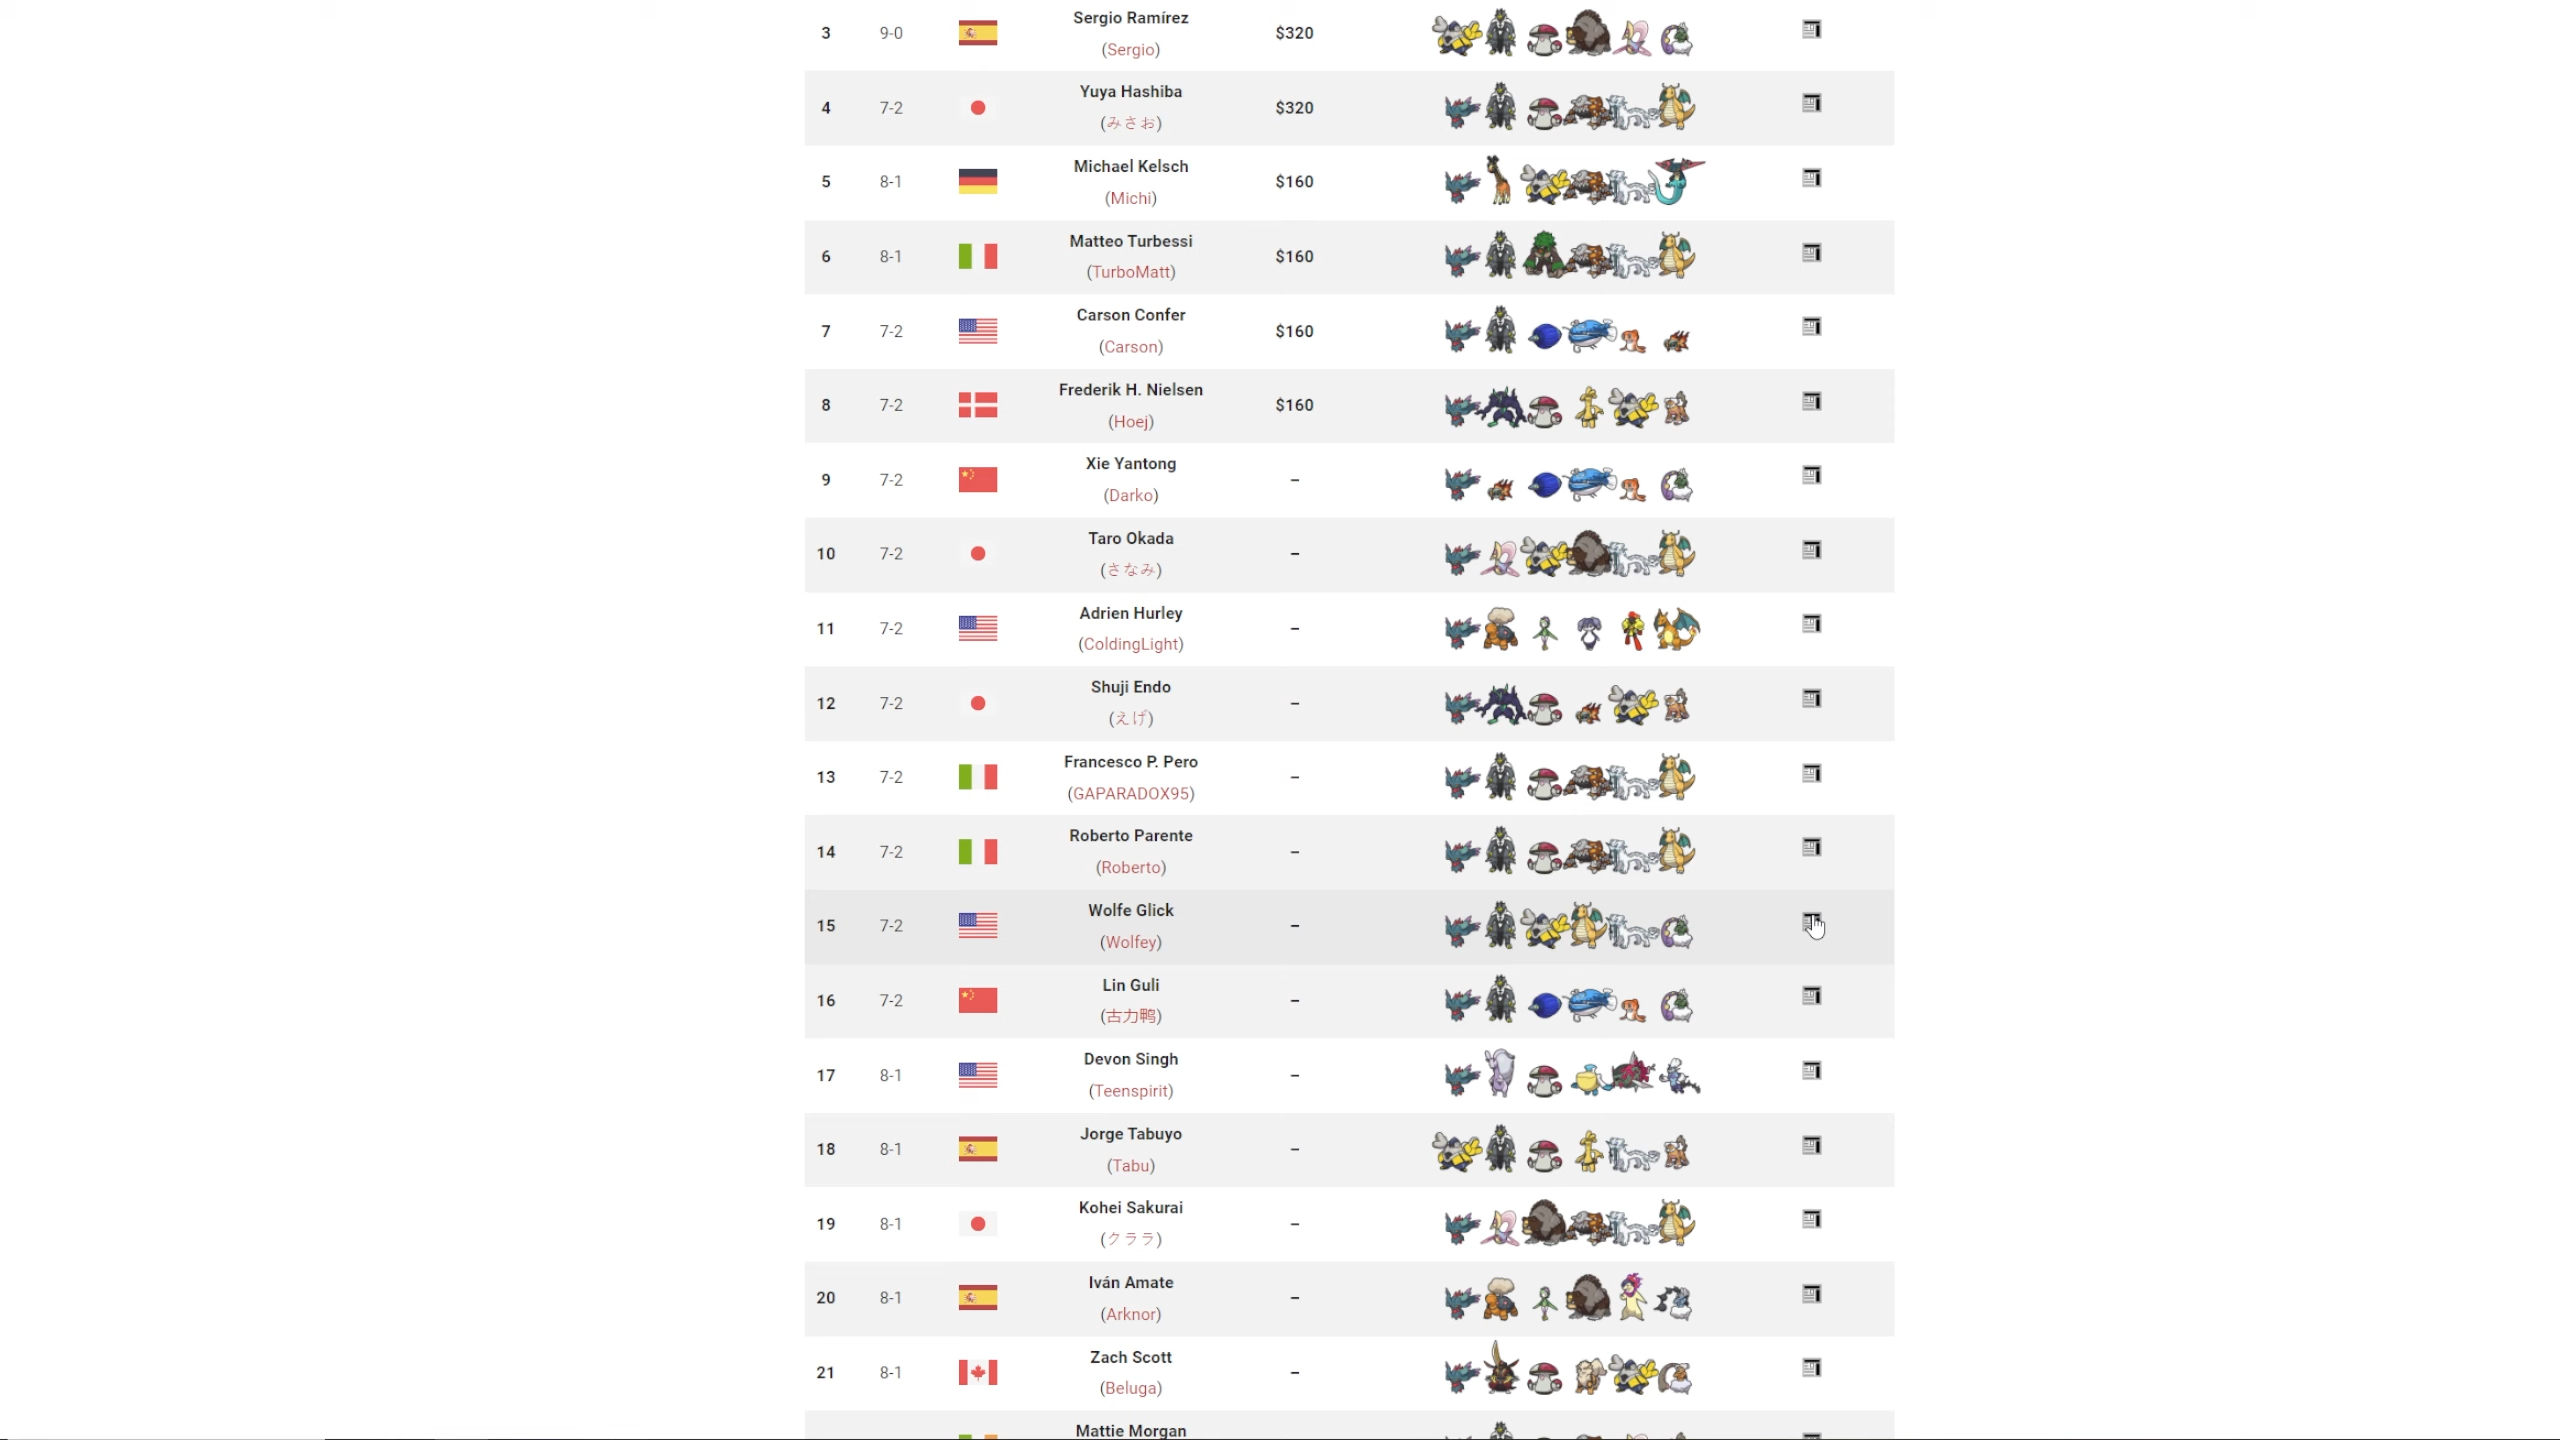 3 9-0 Sergio Ramírez $320
(Sergio)
4 7-2 Yuya Hashiba $320
(みさお)
5 8-1 Michael Kelsch $160
(Michi)
6 8-1 Matteo Turbessi $160
(TurboMatt)
7 7-2 Carson Confer $160
(Carson)
8 7-2 Frederik H. Nielsen $160
(Hoej)
9 7-2 Xie Yantong –
(Darko)
10 7-2 Taro Okada –
(さなみ)
11 7-2 Adrien Hurley –
(ColdingLight)
12 7-2 Shuji Endo –
(えげ)
13 7-2 Francesco P. Pero –
(GAPARADOX95)
14 7-2 Roberto Parente –
(Roberto)
15 7-2 Wolfe Glick –
(Wolfey)
16 7-2 Lin Guli –
(古力鸭)
17 8-1 Devon Singh –
(Teenspirit)
18 8-1 Jorge Tabuyo –
(Tabu)
19 8-1 Kohei Sakurai –
(クララ)
20 8-1 Iván Amate –
(Arknor)
21 8-1 Zach Scott –
(Beluga)
Mattie Morgan